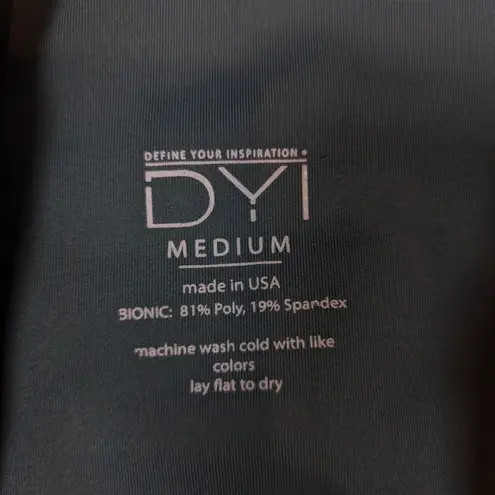 DEFINE YOUR INSPIRATION •
DYI
MEDIUM
made in USA
BIONIC: 81% Poly, 19% Spandex
machine wash cold with like
colors
lay flat to dry